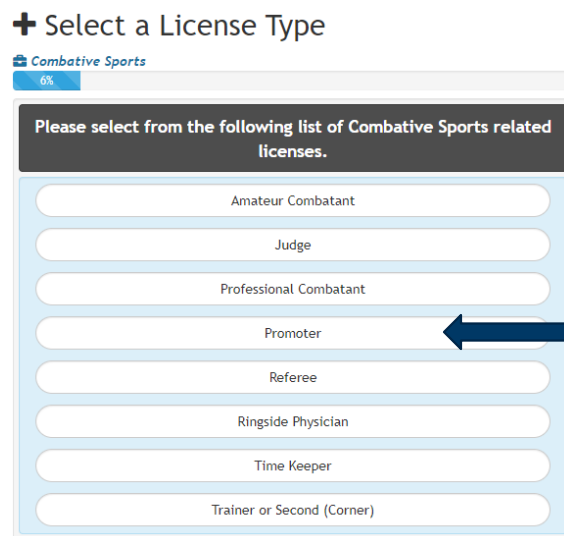 Select a License Type
Combative Sports
6%
Please select from the following list of Combative Sports related
licenses.
Amateur Combatant
Judge
Professional Combatant
Promoter
Referee
Ringside Physician
Time Keeper
Trainer or Second (Corner)